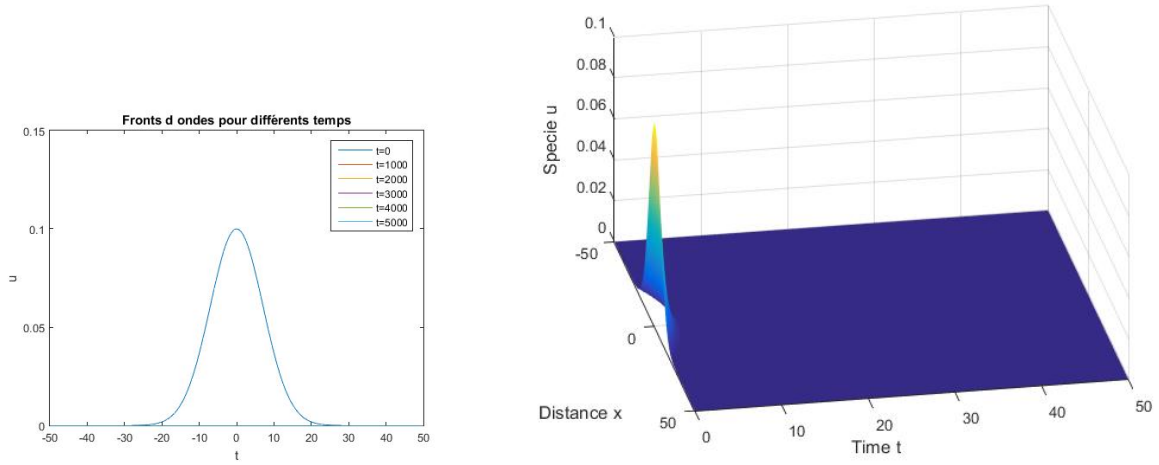 Fronts d ondes pour différents temps
0.15
0.1
0.05
0
u
t=0
t=1000
t=2000
t=3000
t=4000
t=5000
-50 -40 -30 -20 -10 0 10 20 30 40 50
t
0.1
0.08
0.06
0.04
0.02
0
Specie u
-50
0
50
Distance x
0 10 20 30 40 50
Time t